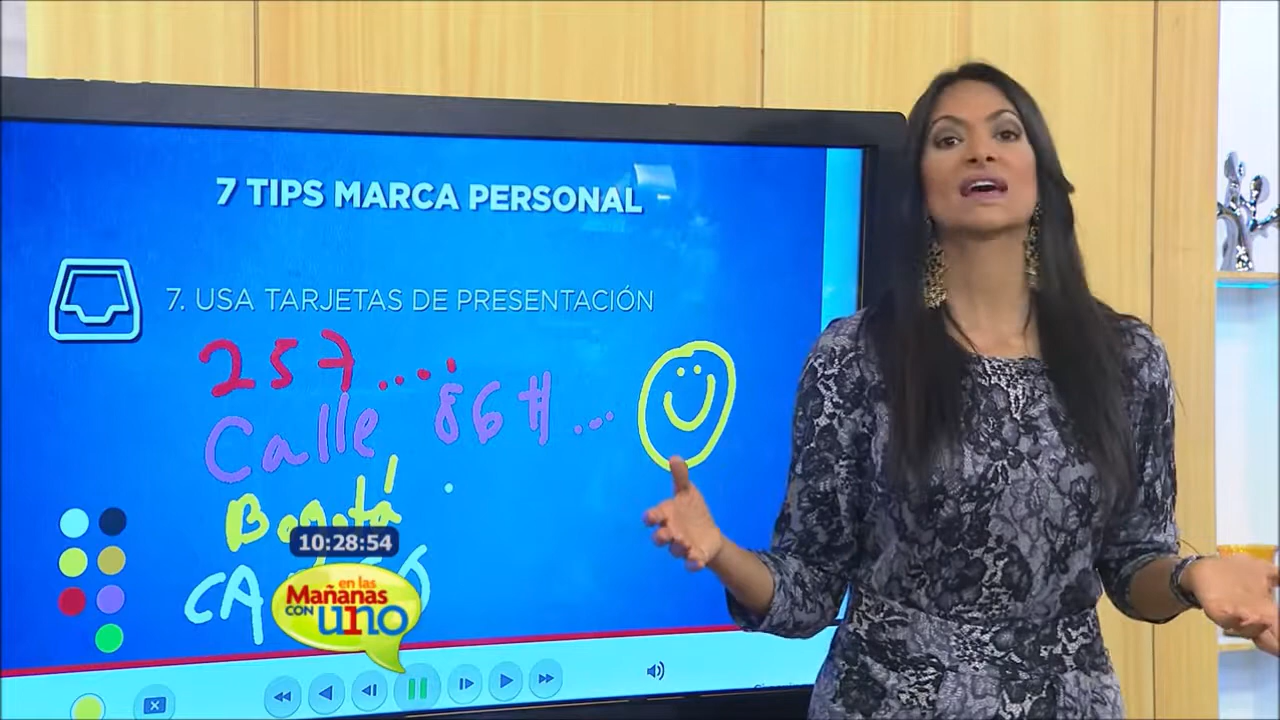 7 TIPS MARCA PERSONAL
7. USA TARJETAS DE PRESENTACIÓN
257....
Calle 86# ...
Bogotá
10:28:54
en las
Mañanas
CON uno